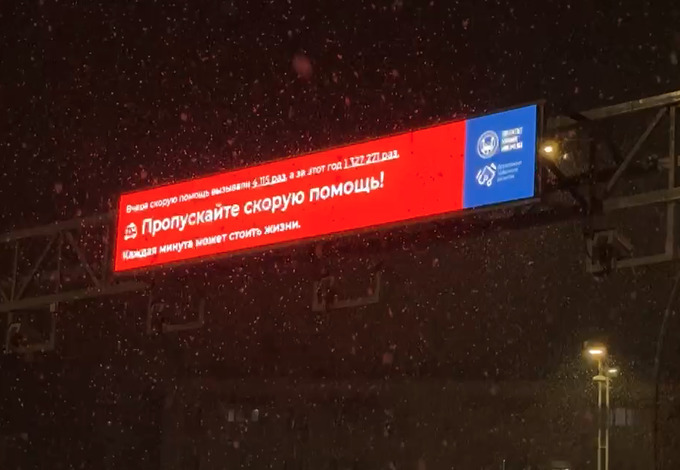 Вчера скорую помощь вызывали 4 115 раз, а за этот год 1 327 271 раз.
Пропускайте скорую помощь!
Каждая минута может стоить жизни.